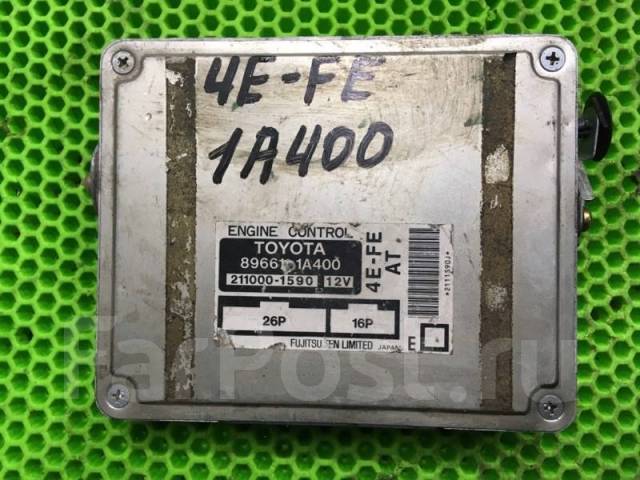 4E-FE
1A400
ENGINE CONTROL
TOYOTA
89661-1A400
211000-1590 12V
4E-FE
AT
26P 16P
FUJITSU TEN LIMITED JAPAN E
*2111590J*
FarPost.ru